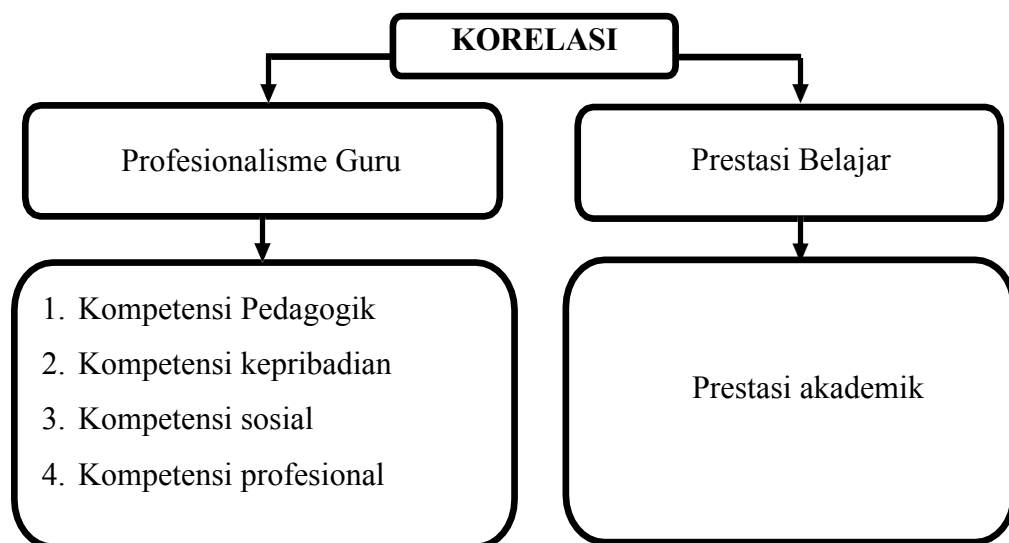 KORELASI
Profesionalisme Guru
Prestasi Belajar
1. Kompetensi Pedagogik
2. Kompetensi kepribadian
3. Kompetensi sosial
4. Kompetensi profesional
Prestasi akademik